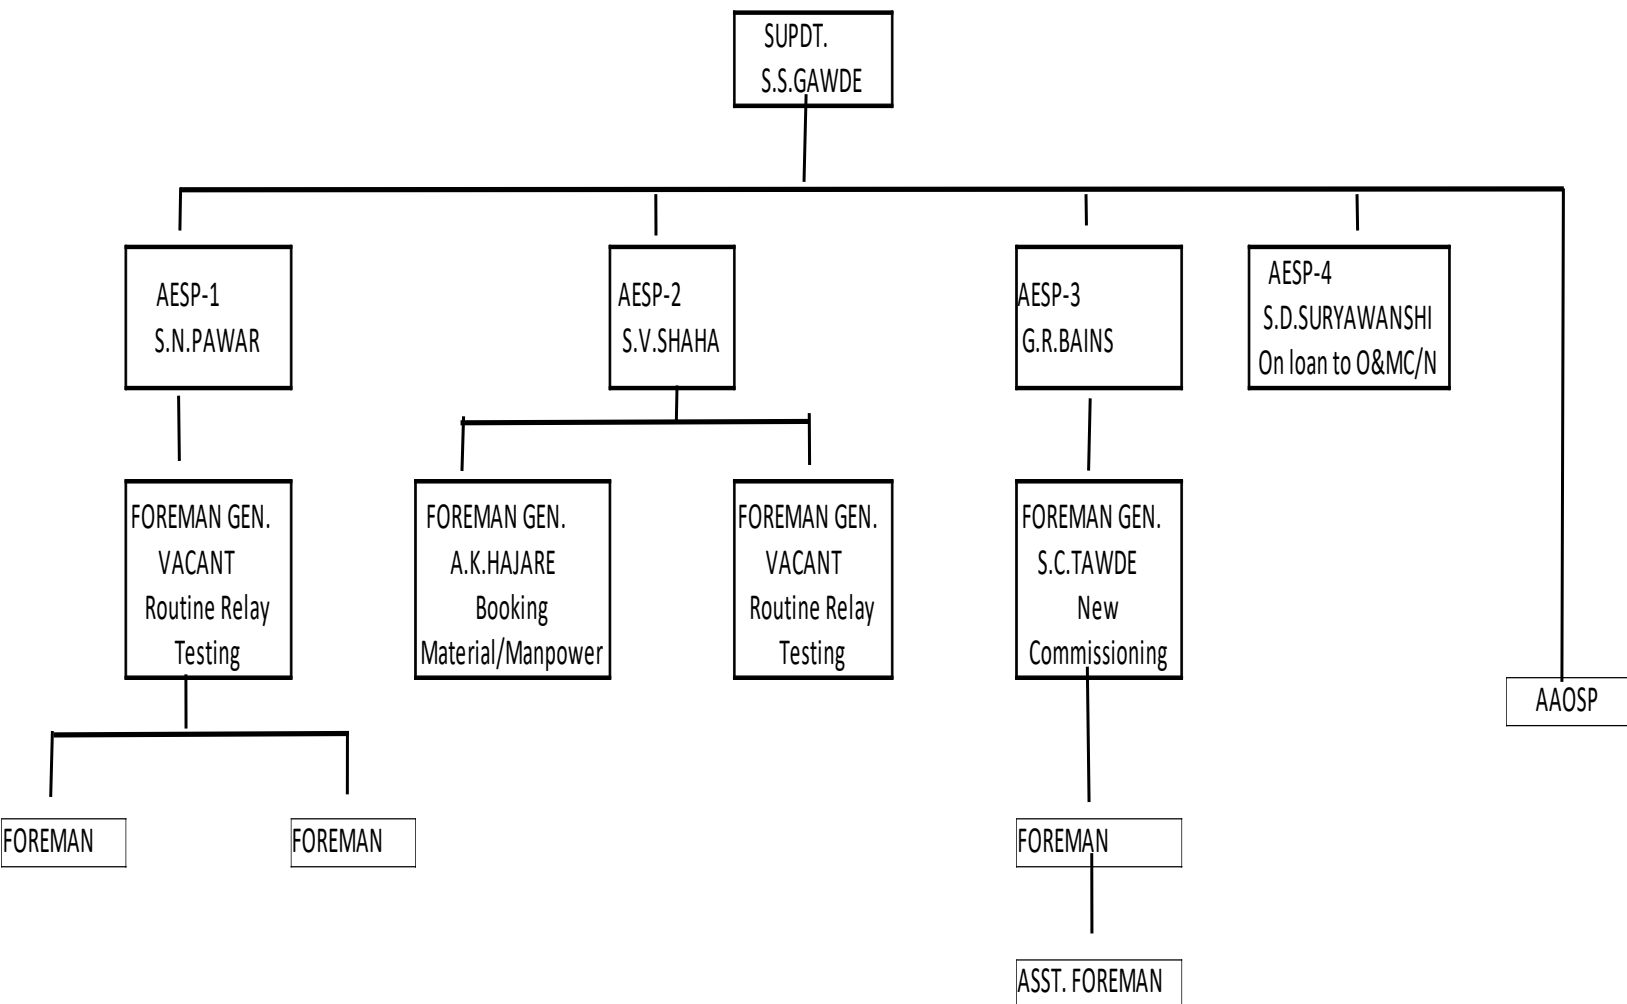 SUPDT.
S.S.GAWDE
AESP-1
S.N.PAWAR
AESP-2
S.V.SHAHA
AESP-3
G.R.BAINS
AESP-4
S.D.SURYAWANSHI
On loan to O&MC/N
FOREMAN GEN.
VACANT
Routine Relay
Testing
FOREMAN GEN.
A.K.HAJARE
Booking
Material/Manpower
FOREMAN GEN.
VACANT
Routine Relay
Testing
FOREMAN GEN.
S.C.TAWDE
New
Commissioning
AAOSP
FOREMAN
FOREMAN
FOREMAN
ASST. FOREMAN